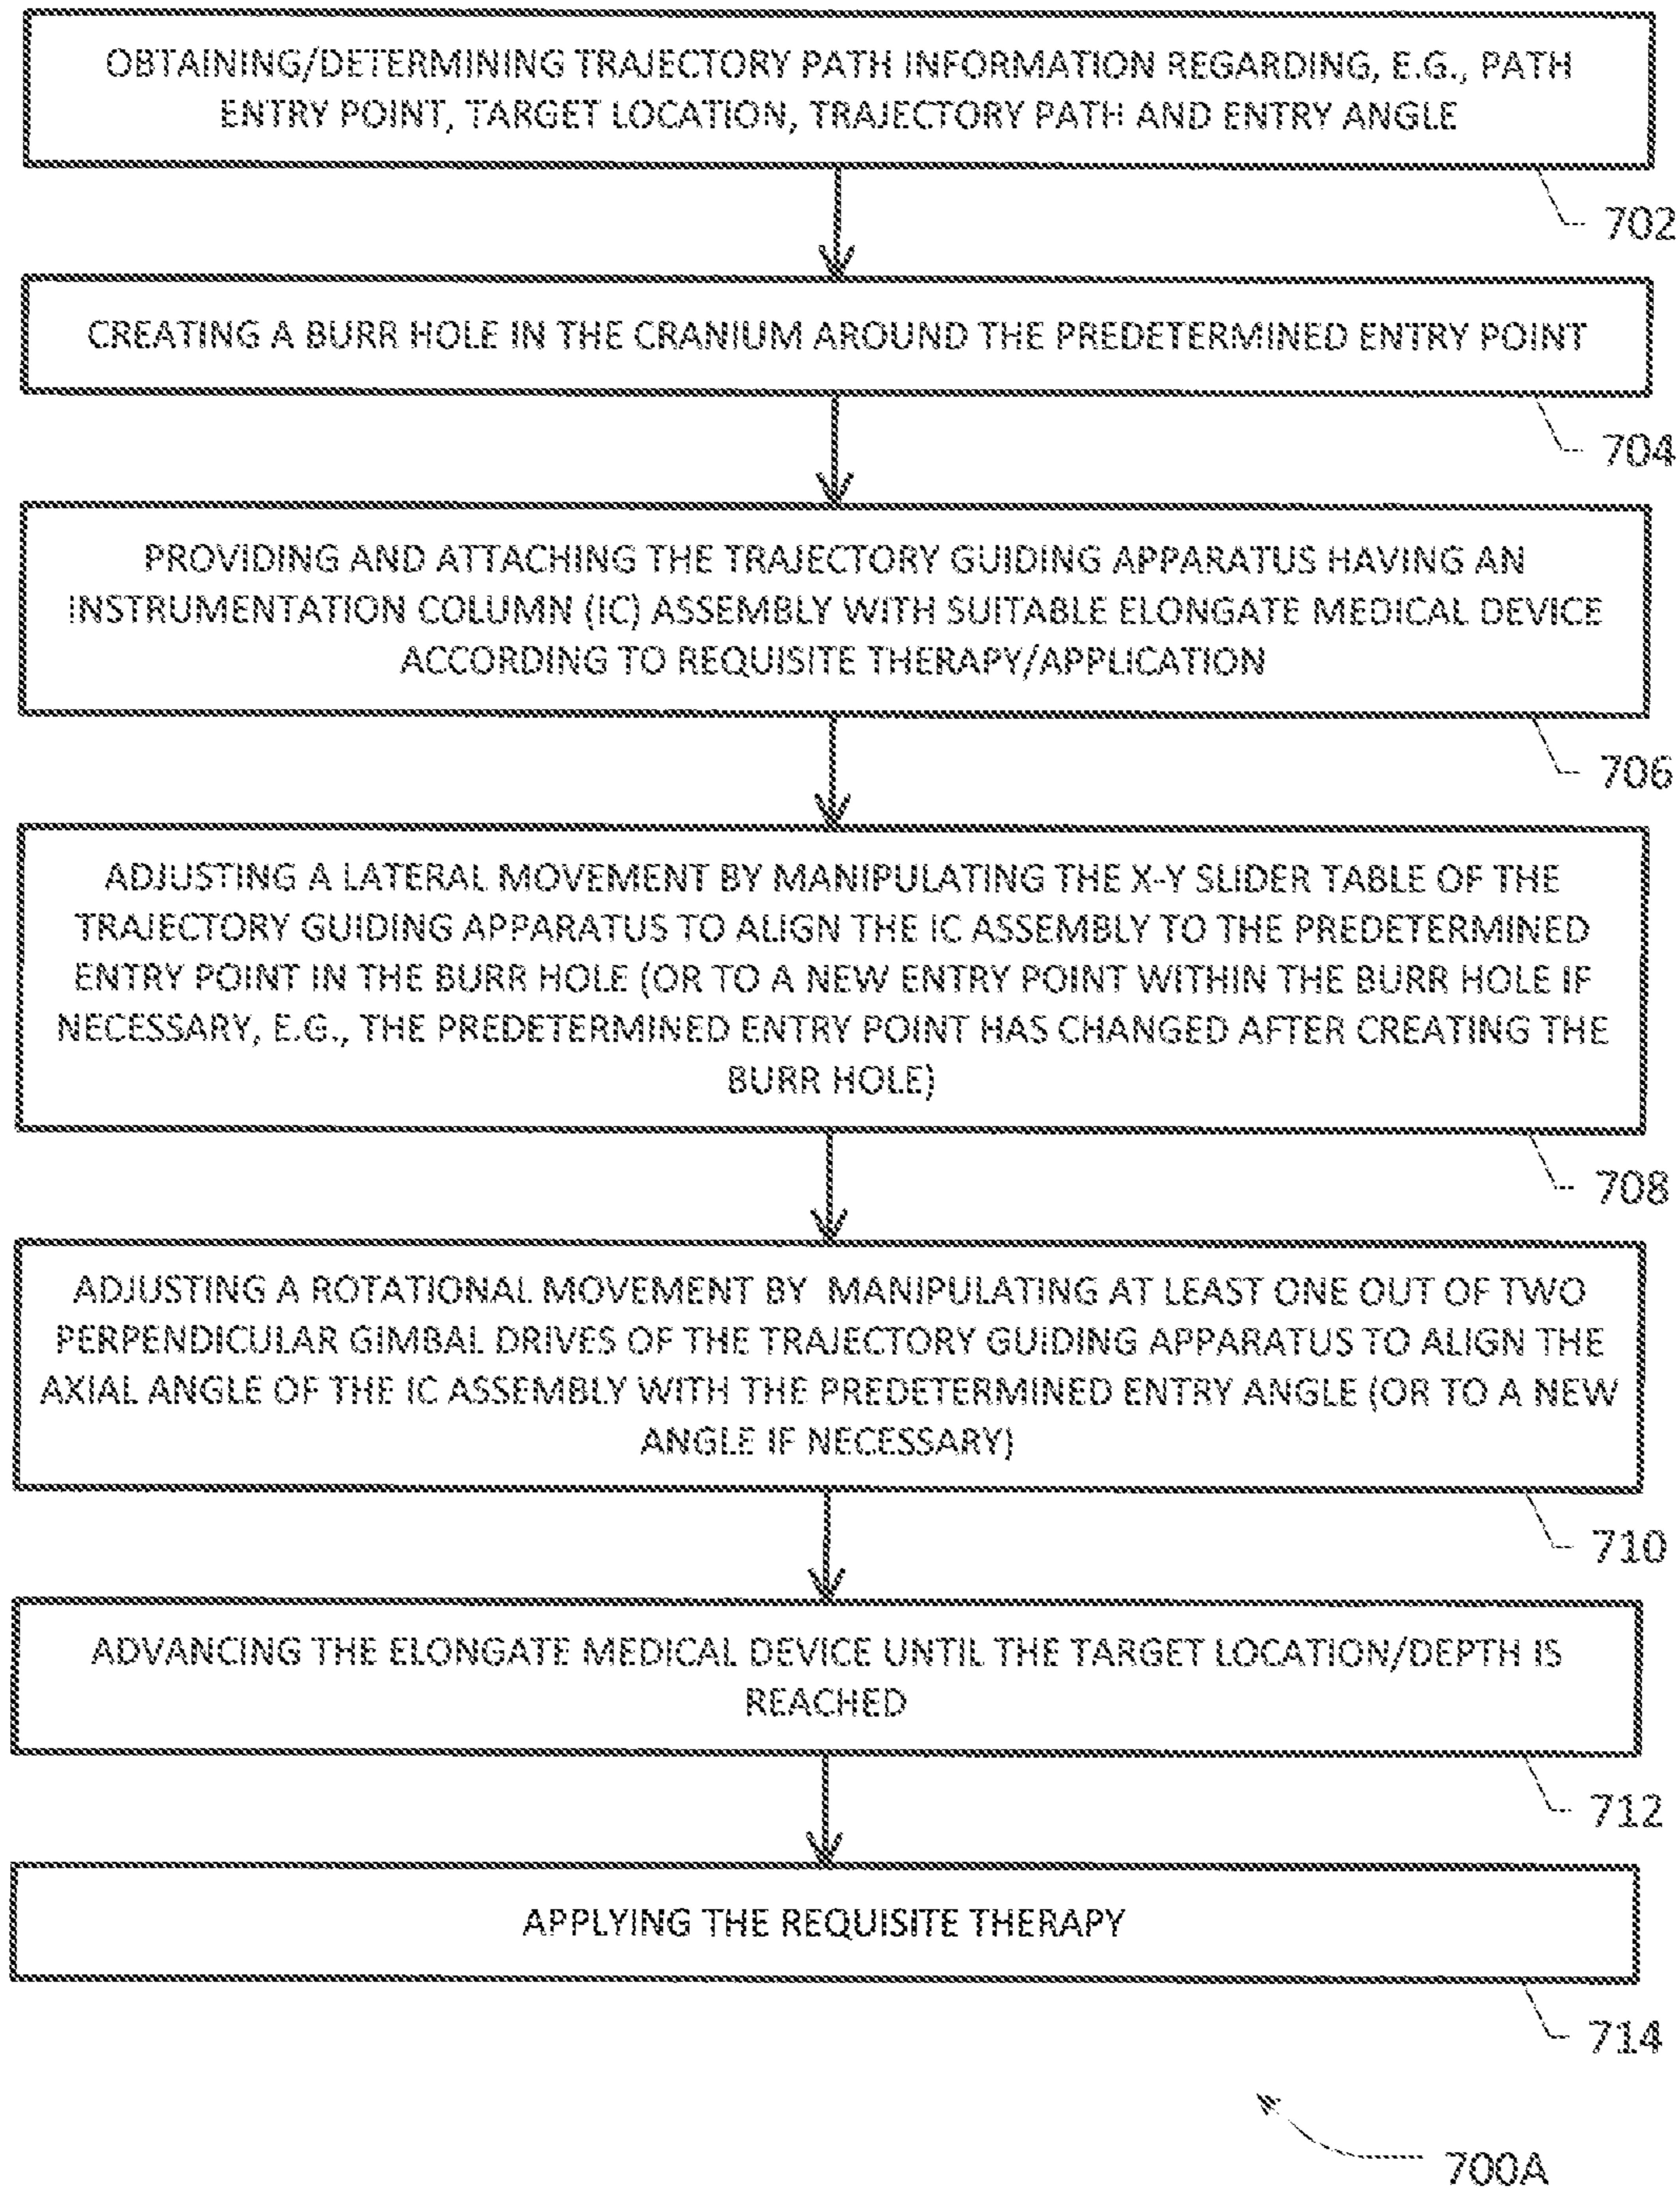 OBTAINING/DETERMINING TRAJECTORY PATH INFORMATION REGARDING, E.G., PATH
ENTRY POINT, TARGET LOCATION, TRAJECTORY PATH AND ENTRY ANGLE
702
CREATING A BURR HOLE IN THE CRANIUM AROUND THE PREDETERMINED ENTRY POINT
704
PROVIDING AND ATTACHING THE TRAJECTORY GUIDING APPARATUS HAVING AN
INSTRUMENTATION COLUMN (IC) ASSEMBLY WITH SUITABLE ELONGATE MEDICAL DEVICE
ACCORDING TO REQUISITE THERAPY/APPLICATION
706
ADJUSTING A LATERAL MOVEMENT BY MANIPULATING THE X-Y SLIDER TABLE OF THE
TRAJECTORY GUIDING APPARATUS TO ALIGN THE IC ASSEMBLY TO THE PREDETERMINED
ENTRY POINT IN THE BURR HOLE (OR TO A NEW ENTRY POINT WITHIN THE BURR HOLE IF
NECESSARY, E.G., THE PREDETERMINED ENTRY POINT HAS CHANGED AFTER CREATING THE
BURR HOLE)
708
ADJUSTING A ROTATIONAL MOVEMENT BY MANIPULATING AT LEAST ONE OUT OF TWO
PERPENDICULAR GIMBAL DRIVES OF THE TRAJECTORY GUIDING APPARATUS TO ALIGN THE
AXIAL ANGLE OF THE IC ASSEMBLY WITH THE PREDETERMINED ENTRY ANGLE (OR TO A NEW
ANGLE IF NECESSARY)
710
ADVANCING THE ELONGATE MEDICAL DEVICE UNTIL THE TARGET LOCATION/DEPTH IS
REACHED
712
APPLYING THE REQUISITE THERAPY
714
700A